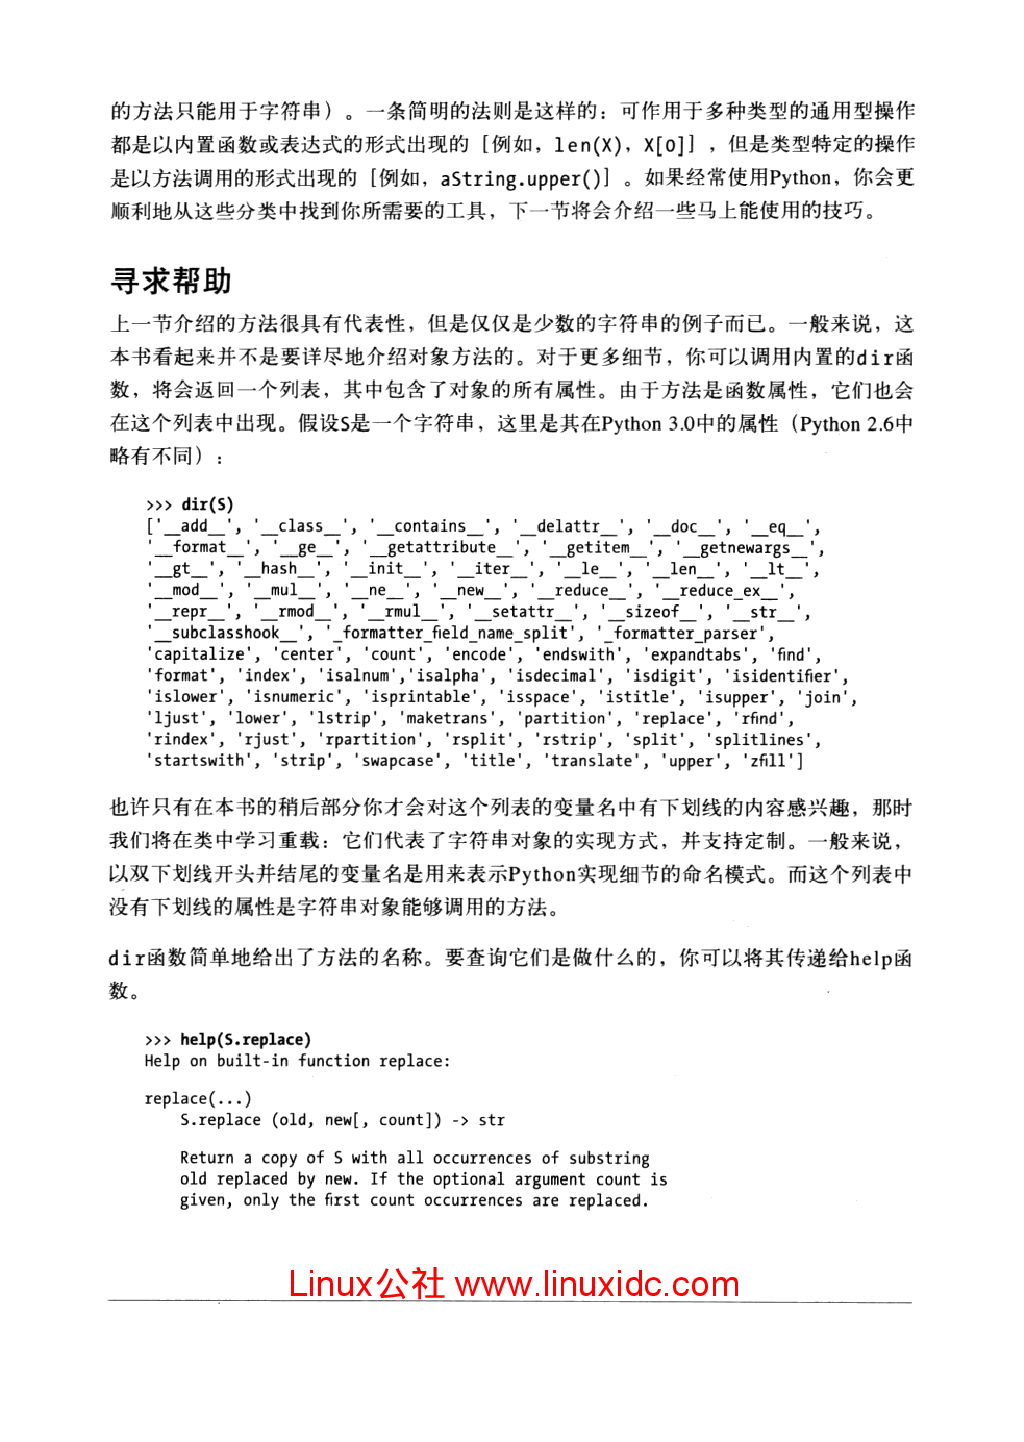 的方法只能用于字符串）。一条简明的法则是这样的：可作用于多种类型的通用型操作
都是以内置函数或表达式的形式出现的［例如，len(X)，X[0]］，但是类型特定的操作
是以方法调用的形式出现的［例如，aString.upper()］。如果经常使用Python，你会更
顺利地从这些分类中找到你所需要的工具，下一节将会介绍一些马上能使用的技巧。
寻求帮助
上一节介绍的方法很具有代表性，但是仅仅是少数的字符串的例子而已。一般来说，这
本书看起来并不是要详尽地介绍对象方法的。对于更多细节，你可以调用内置的dir函
数，将会返回一个列表，其中包含了对象的所有属性。由于方法是函数属性，它们也会
在这个列表中出现。假设S是一个字符串，这里是其在Python 3.0中的属性（Python 2.6中
略有不同）：
>>> dir(S)
['__add__', '__class__', '__contains__', '__delattr__', '__doc__', '__eq__',
'__format__', '__ge__', '__getattribute__', '__getitem__', '__getnewargs__',
'__gt__', '__hash__', '__init__', '__iter__', '__le__', '__len__', '__lt__',
'__mod__', '__mul__', '__ne__', '__new__', '__reduce__', '__reduce_ex__',
'__repr__', '__rmod__', '__rmul__', '__setattr__', '__sizeof__', '__str__',
'__subclasshook__', '_formatter_field_name_split', '_formatter_parser',
'capitalize', 'center', 'count', 'encode', 'endswith', 'expandtabs', 'find',
'format', 'index', 'isalnum','isalpha', 'isdecimal', 'isdigit', 'isidentifier',
'islower', 'isnumeric', 'isprintable', 'isspace', 'istitle', 'isupper', 'join',
'ljust', 'lower', 'lstrip', 'maketrans', 'partition', 'replace', 'rfind',
'rindex', 'rjust', 'rpartition', 'rsplit', 'rstrip', 'split', 'splitlines',
'startswith', 'strip', 'swapcase', 'title', 'translate', 'upper', 'zfill']
也许只有在本书的稍后部分你才会对这个列表的变量名中有下划线的内容感兴趣，那时
我们将在类中学习重载：它们代表了字符串对象的实现方式，并支持定制。一般来说，
以双下划线开头并结尾的变量名是用来表示Python实现细节的命名模式。而这个列表中
没有下划线的属性是字符串对象能够调用的方法。
dir函数简单地给出了方法的名称。要查询它们是做什么的，你可以将其传递给help函
数。
>>> help(S.replace)
Help on built-in function replace:
replace(...)
S.replace (old, new[, count]) -> str
Return a copy of S with all occurrences of substring
old replaced by new. If the optional argument count is
given, only the first count occurrences are replaced.
Linux公社 www.linuxidc.com